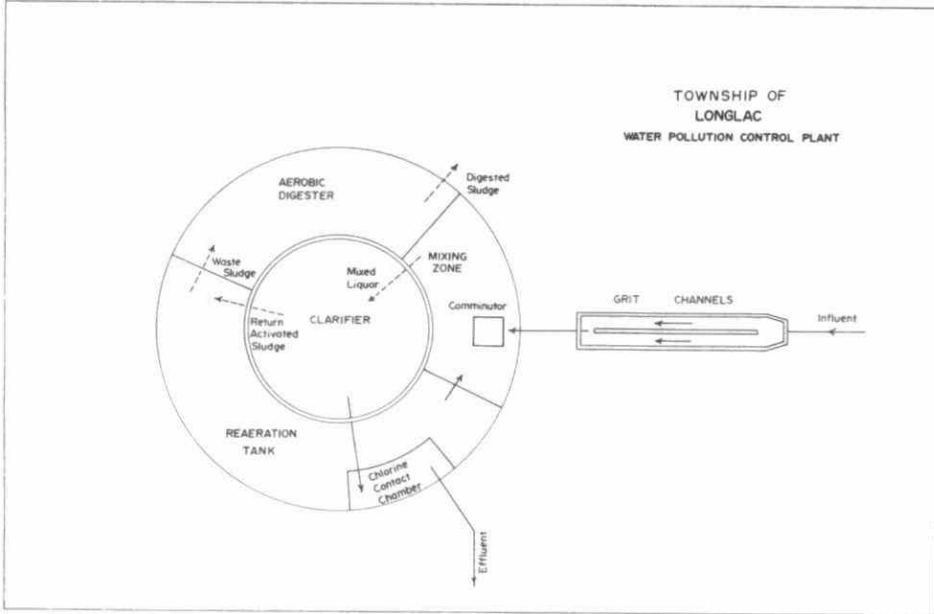 TOWNSHIP OF
LONGLAC
WATER POLLUTION CONTROL PLANT
AEROBIC
DIGESTER
Digested
Sludge
Waste
Sludge
Mixed
Liquor
MIXING
ZONE
Return
Activated
Sludge
CLARIFIER
Comminutor
GRIT CHANNELS
Influent
REAERATION
TANK
Chlorine
Contact
Chamber
Effluent